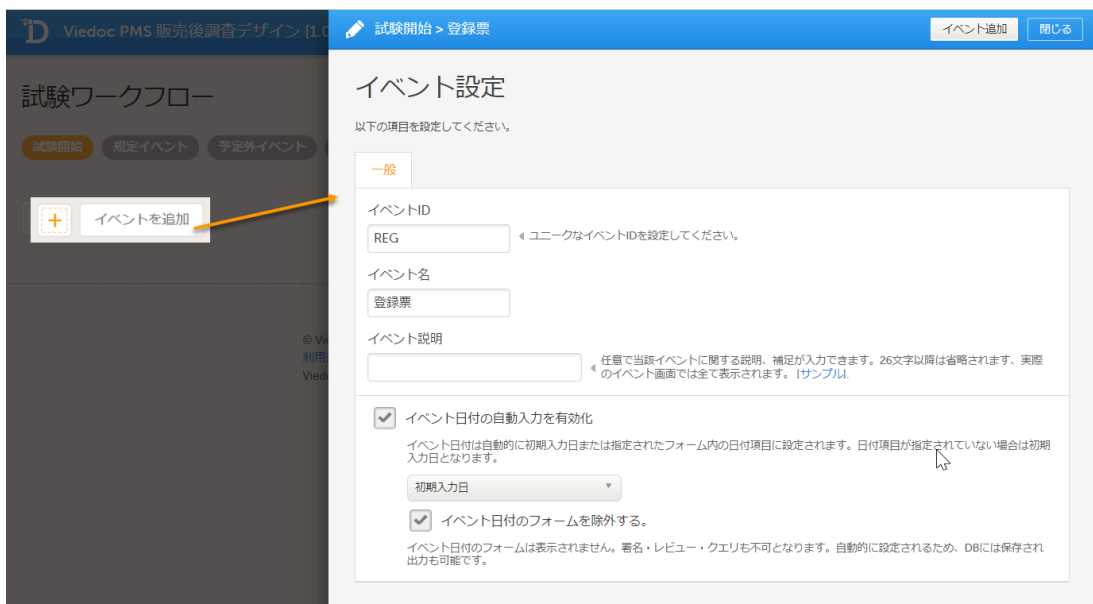 Viedoc PMS 販売後調査デザイン [1.0
試験ワークフロー
試験開始 規定イベント 予定外イベント
+ イベントを追加
© Vie
利用
Viedo
試験開始 > 登録票 イベント追加 閉じる
イベント設定
以下の項目を設定してください。
一般
イベントID
REG ユニークなイベントIDを設定してください。
イベント名
登録票
イベント説明
任意で当該イベントに関する説明、補足が入力できます。26文字以降は省略されます、実際
のイベント画面では全て表示されます。 [サンプル].
イベント日付の自動入力を有効化
イベント日付は自動的に初期入力日または指定されたフォーム内の日付項目に設定されます。日付項目が指定されていない場合は初期
入力日となります。
初期入力日
イベント日付のフォームを除外する。
イベント日付のフォームは表示されません。署名・レビュー・クエリも不可となります。自動的に設定されるため、DBには保存され
出力も可能です。